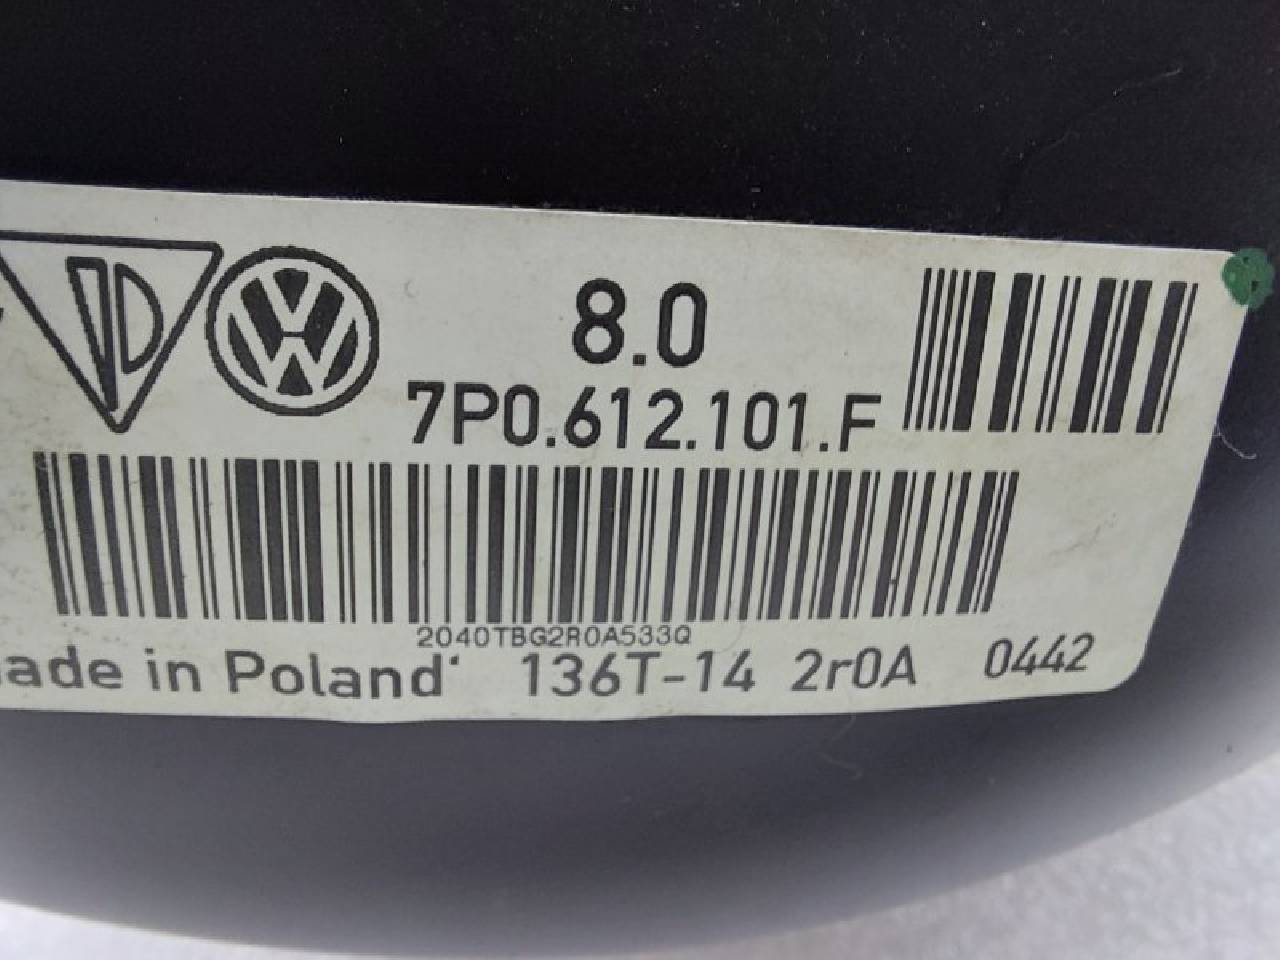 8.0
7P0.612.101.F
2040TBG2R0A533Q
ade in Poland 136T-14 2r0A 0442